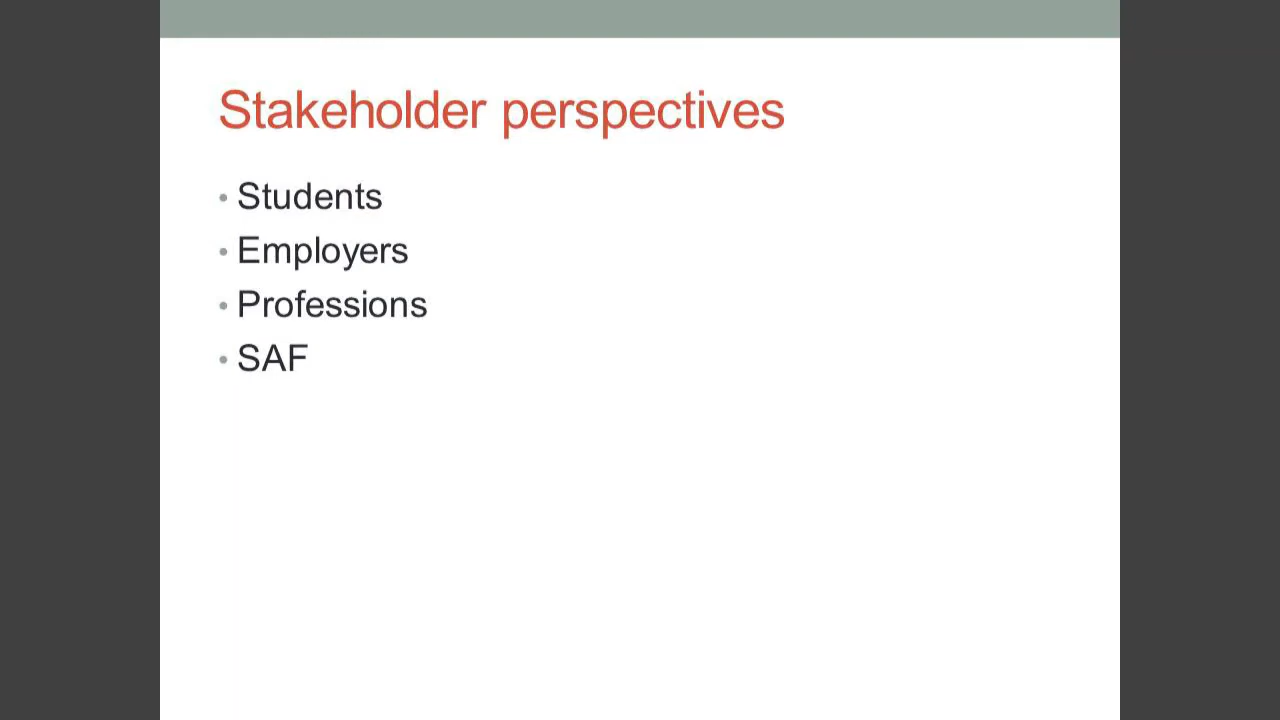 Stakeholder perspectives
• Students
• Employers
• Professions
• SAF